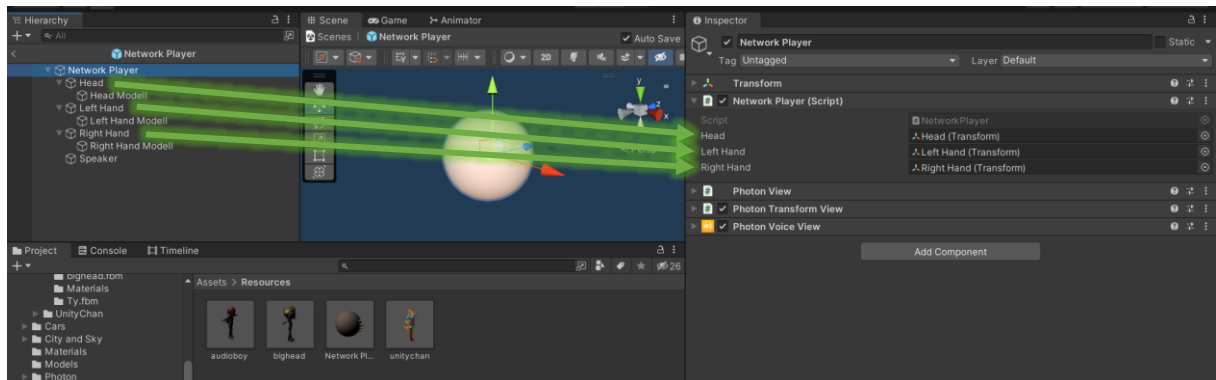 Hierarchy
All
Network Player
Network Player
Head
Head Modell
Left Hand
Left Hand Modell
Right Hand
Right Hand Modell
Speaker
Scene Game Animator
Scenes Network Player Auto Save
2D
y
z
x
Persp
Inspector
Network Player Static
Tag Untagged Layer Default
Transform
Network Player (Script)
Script NetworkPlayer
Head Head (Transform)
Left Hand Left Hand (Transform)
Right Hand Right Hand (Transform)
Photon View
Photon Transform View
Photon Voice View
Add Component
Project Console Timeline
26
bighead.fbm
Materials
Ty.fbm
UnityChan
Cars
City and Sky
Materials
Models
Photon
Assets > Resources
audioboy bighead Network Pl... unitychan